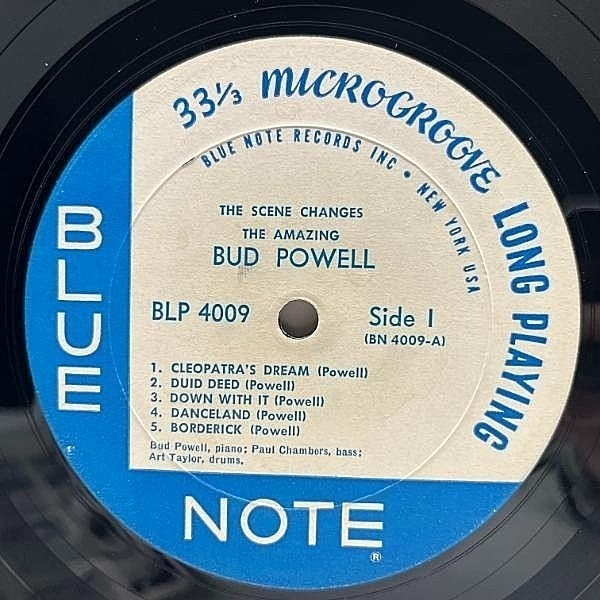 33⅓ MICROGROOVE LONG PLAYING
BLUE NOTE RECORDS INC • NEW YORK USA
THE SCENE CHANGES
THE AMAZING
BUD POWELL
BLP 4009
Side 1
(BN 4009-A)
1. CLEOPATRA'S DREAM (Powell)
2. DUID DEED (Powell)
3. DOWN WITH IT (Powell)
4. DANCELAND (Powell)
5. BORDERICK (Powell)
Bud Powell, piano; Paul Chambers, bass;
Art Taylor, drums.
BLUE
NOTE
®